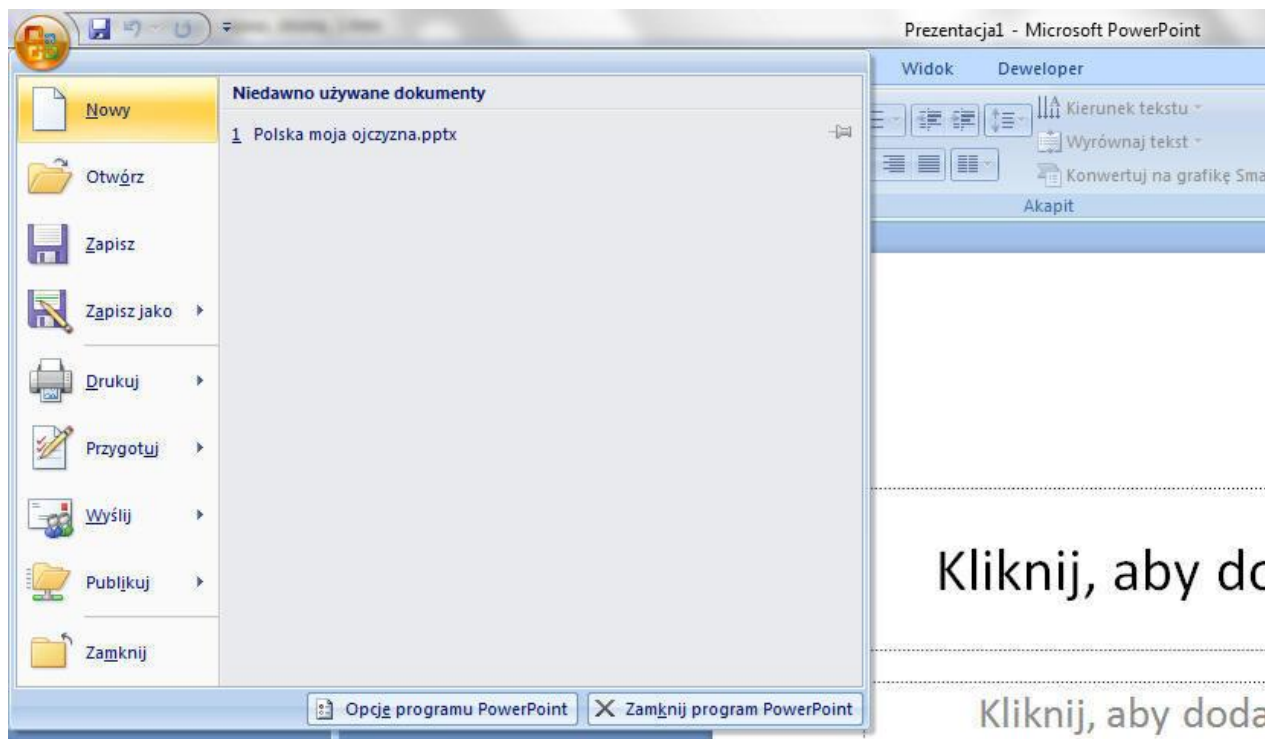 Prezentacja1 - Microsoft PowerPoint
Widok Deweloper
Nowy
Otwórz
Zapisz
Zapisz jako
Drukuj
Przygotuj
Wyślij
Publikuj
Zamknij
Niedawno używane dokumenty
1 Polska moja ojczyzna.pptx
Opcje programu PowerPoint
Zamknij program PowerPoint
Kierunek tekstu
Wyrównaj tekst
Konwertuj na grafikę Sma
Akapit
Kliknij, aby do
Kliknij, aby doda